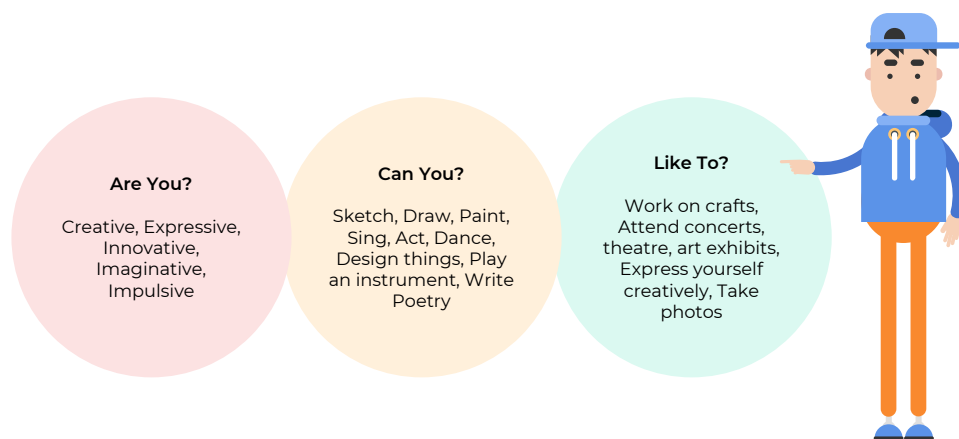 Are You?
Creative, Expressive,
Innovative,
Imaginative,
Impulsive
Can You?
Sketch, Draw, Paint,
Sing, Act, Dance,
Design things, Play
an instrument, Write
Poetry
Like To?
Work on crafts,
Attend concerts,
theatre, art exhibits,
Express yourself
creatively, Take
photos